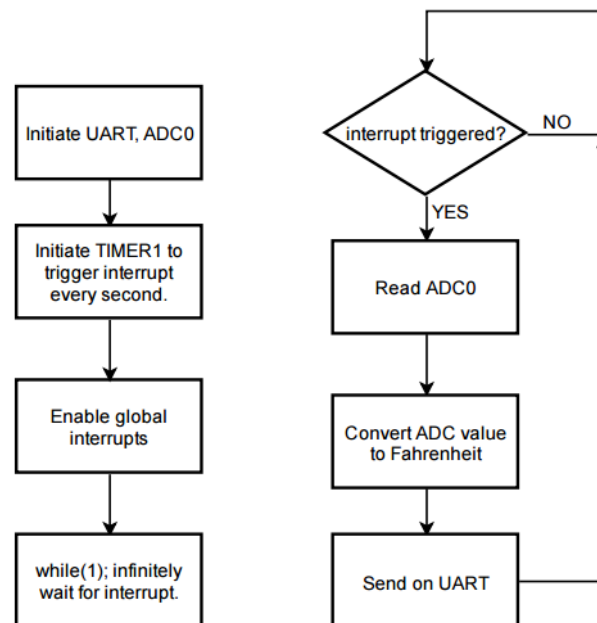 Initiate UART, ADC0
Initiate TIMER1 to
trigger interrupt
every second.
Enable global
interrupts
while(1); infinitely
wait for interrupt.
interrupt triggered?
NO
YES
Read ADC0
Convert ADC value
to Fahrenheit
Send on UART